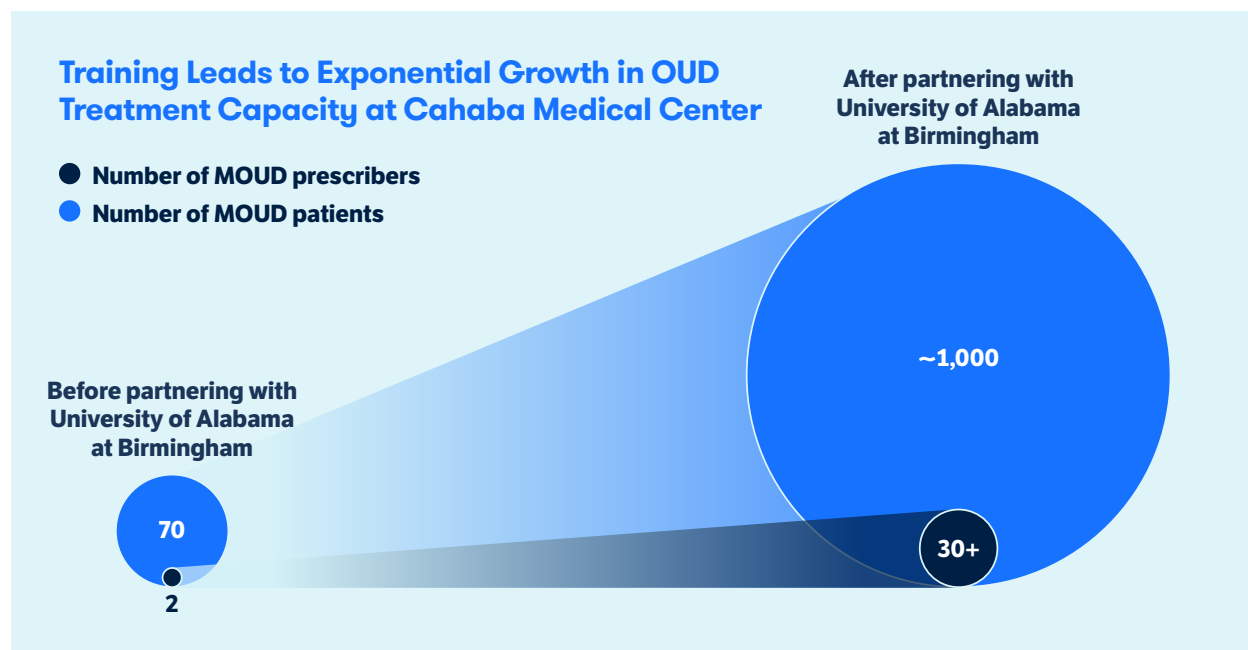 Training Leads to Exponential Growth in OUD
Treatment Capacity at Cahaba Medical Center
Number of MOUD prescribers
Number of MOUD patients
After partnering with
University of Alabama
at Birmingham
~1,000
30+
Before partnering with
University of Alabama
at Birmingham
70
2